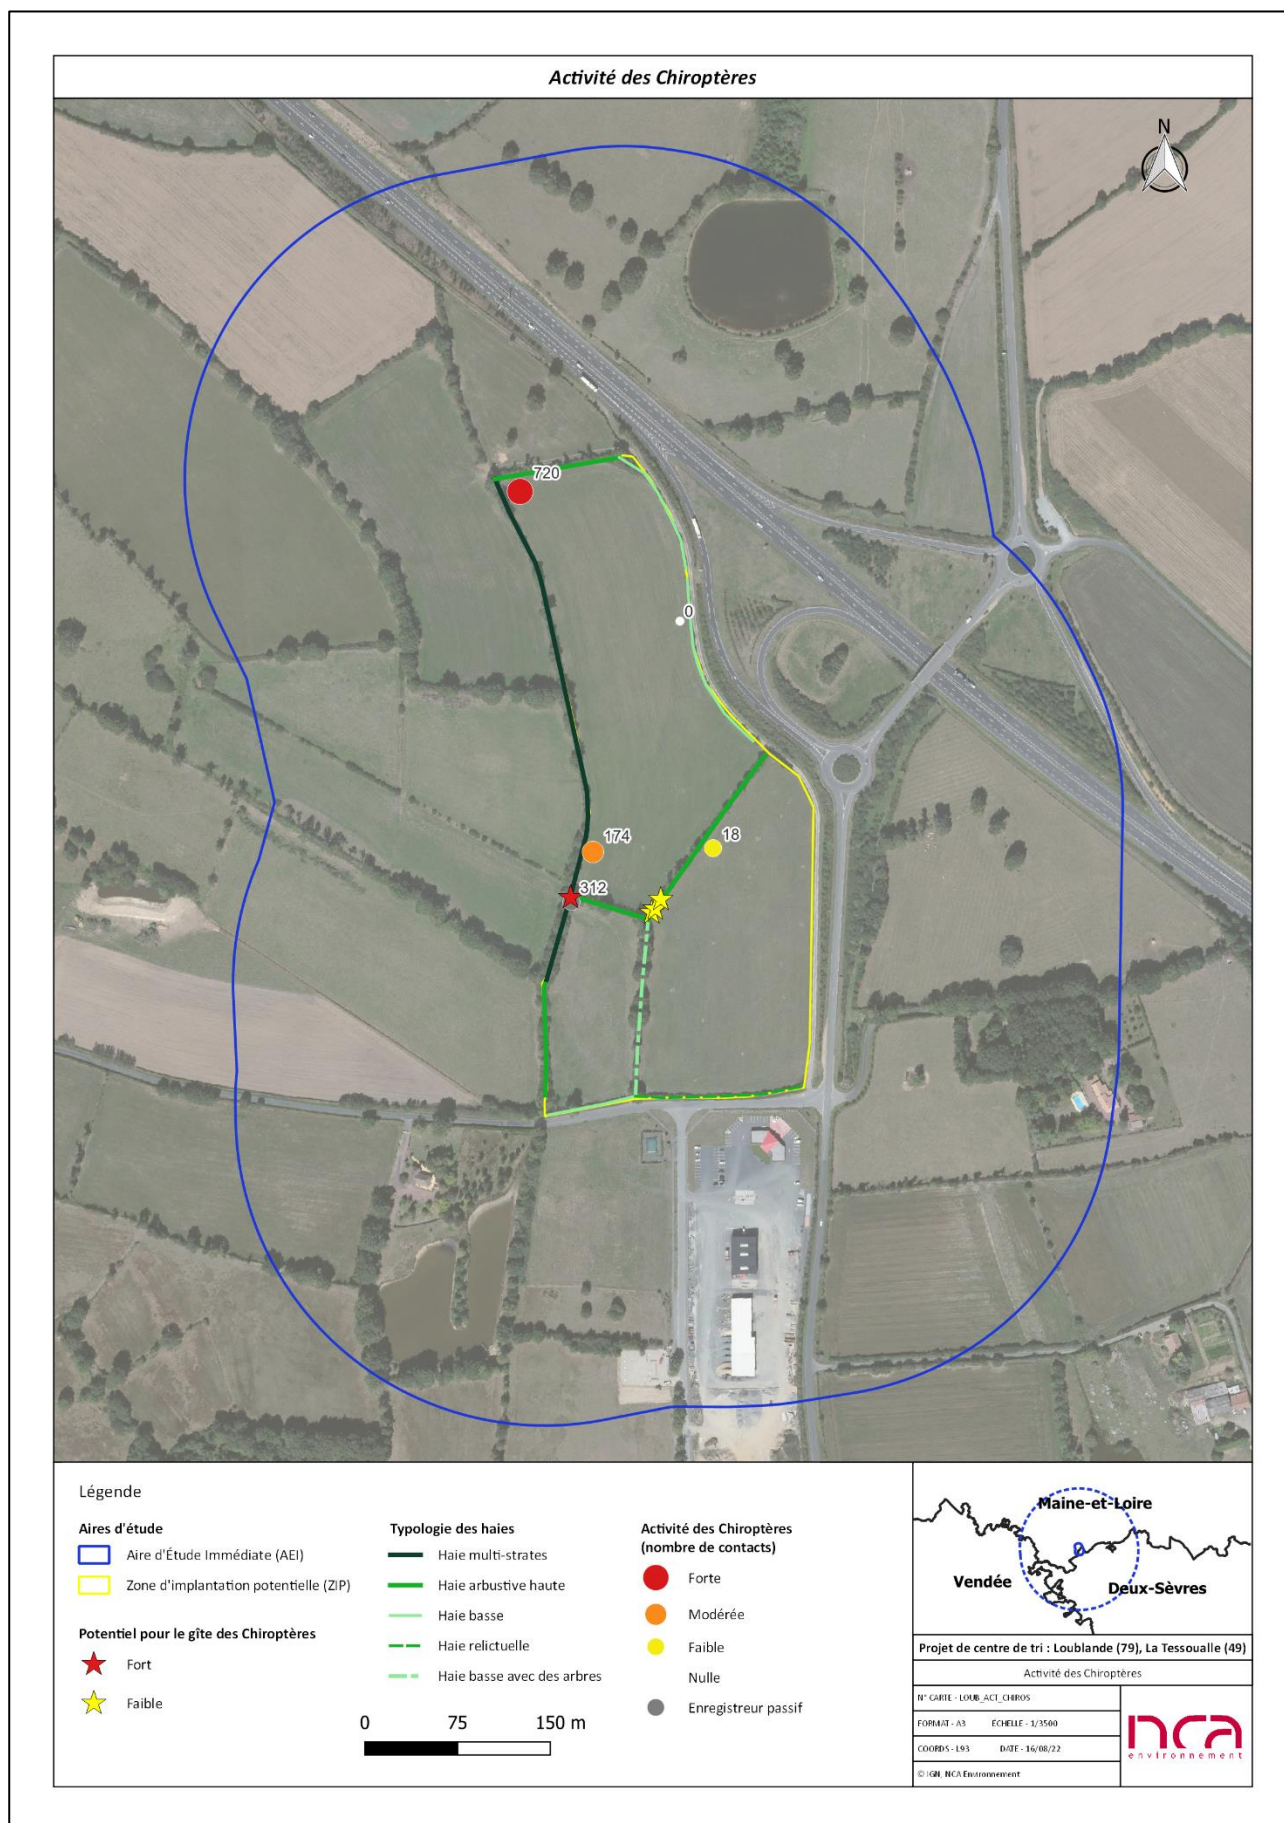 Activité des Chiroptères
N
720
0
174
18
312
Légende
Aires d'étude
Aire d'Étude Immédiate (AEI)
Zone d'implantation potentielle (ZIP)
Potentiel pour le gîte des Chiroptères
Fort
Faible
Typologie des haies
Haie multi-strates
Haie arbustive haute
Haie basse
Haie relictuelle
Haie basse avec des arbres
0 75 150 m
Activité des Chiroptères
(nombre de contacts)
Forte
Modérée
Faible
Nulle
Enregistreur passif
Maine-et-Loire
Vendée
Deux-Sèvres
Projet de centre de tri : Loublande (79), La Tessoualle (49)
Activité des Chiroptères
N° CARTE - LOUB_ACT_CHIROS
FORMAT - A3 ÉCHELLE - 1/3500
COORDS - L93 DATE - 16/08/22
© IGN, NCA Environnement
nca
environnement